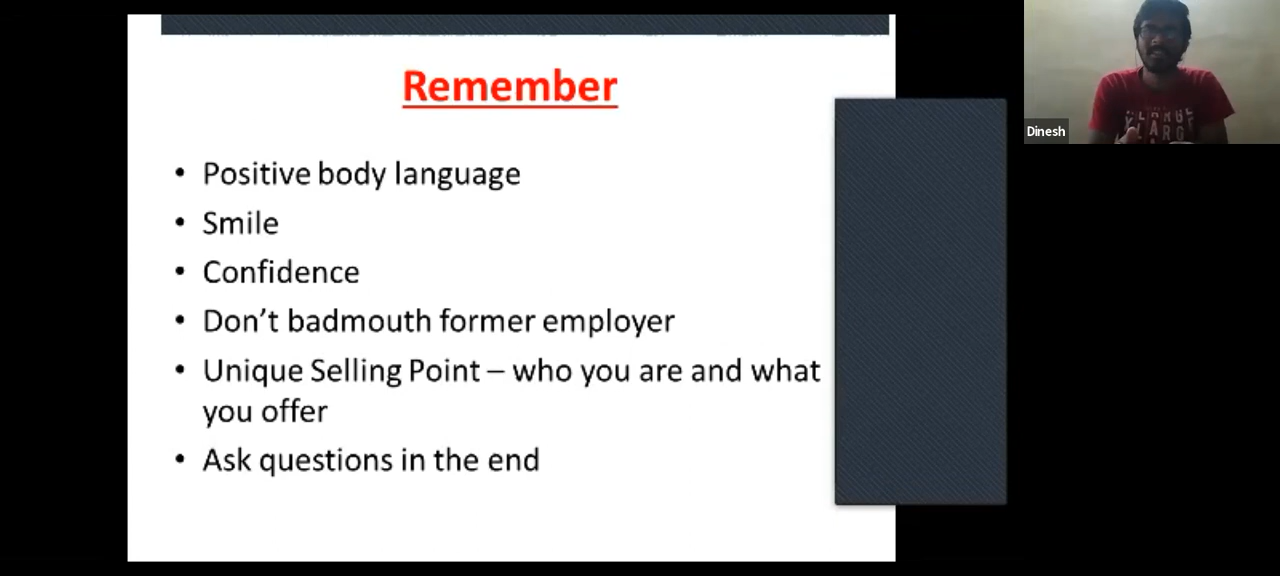 Remember
• Positive body language
• Smile
• Confidence
• Don’t badmouth former employer
• Unique Selling Point – who you are and what
you offer
• Ask questions in the end
Dinesh